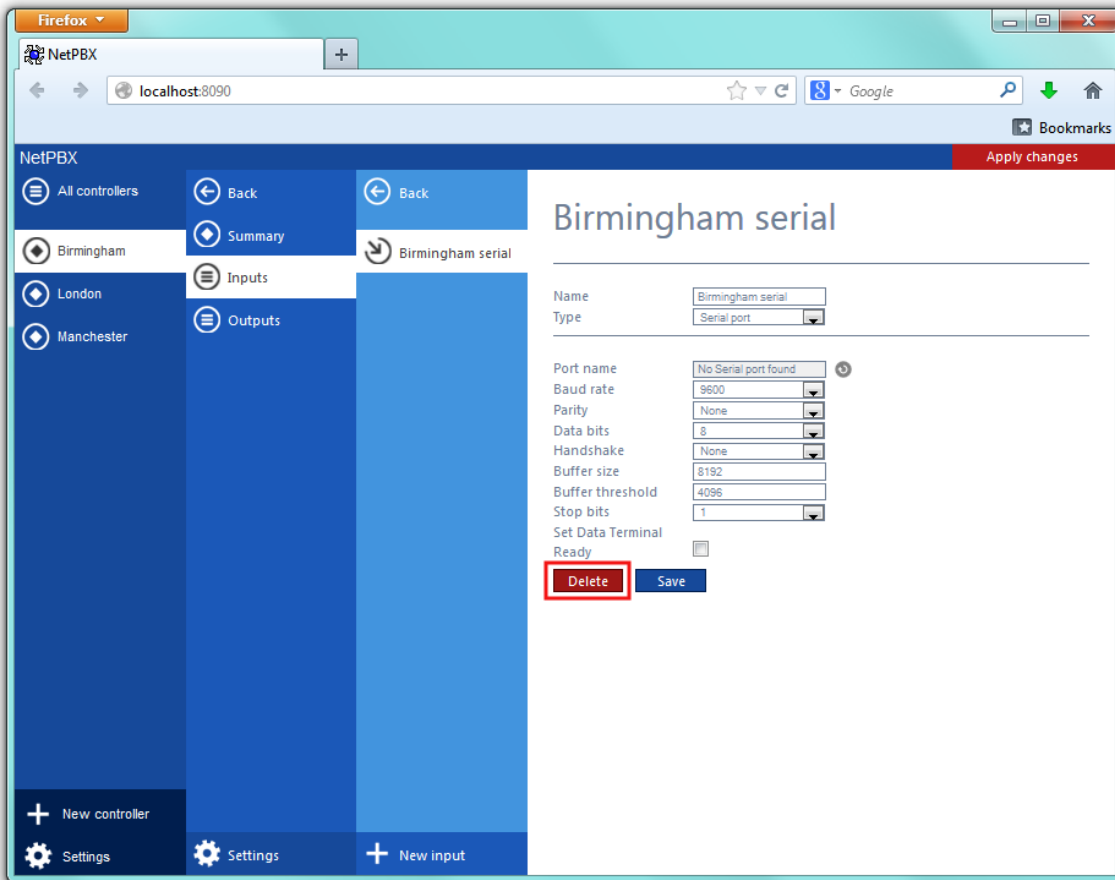 Firefox
NetPBX
localhost:8090
Google
Bookmarks
NetPBX
Apply changes
All controllers
Birmingham
London
Manchester
New controller
Settings
Back
Summary
Inputs
Outputs
Settings
Back
Birmingham serial
New input
Birmingham serial
Name Birmingham serial
Type Serial port
Port name No Serial port found
Baud rate 9600
Parity None
Data bits 8
Handshake None
Buffer size 8192
Buffer threshold 4096
Stop bits 1
Set Data Terminal
Ready
Delete Save